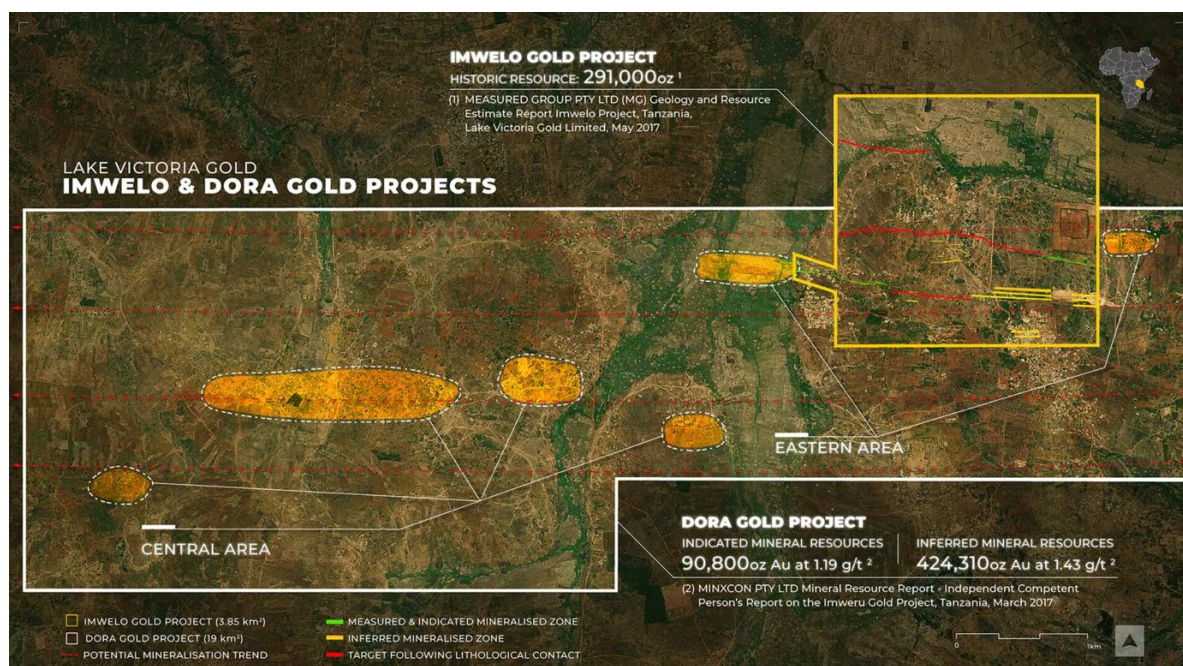 IMWELO GOLD PROJECT
HISTORIC RESOURCE: 291,000oz ¹
(1) MEASURED GROUP PTY LTD (MG) Geology and Resource
Estimate Report Imwelo Project, Tanzania,
Lake Victoria Gold Limited, May 2017
LAKE VICTORIA GOLD
IMWELO & DORA GOLD PROJECTS
EASTERN AREA
CENTRAL AREA
DORA GOLD PROJECT
INDICATED MINERAL RESOURCES
90,800oz Au at 1.19 g/t ²
INFERRED MINERAL RESOURCES
424,310oz Au at 1.43 g/t ²
(2) MINXCON PTY LTD Mineral Resource Report - Independent Competent
Person's Report on the Imweru Gold Project, Tanzania, March 2017
IMWELO GOLD PROJECT (3.85 km²)
DORA GOLD PROJECT (19 km²)
POTENTIAL MINERALISATION TREND
MEASURED & INDICATED MINERALISED ZONE
INFERRED MINERALISED ZONE
TARGET FOLLOWING LITHOLOGICAL CONTACT
0 1km